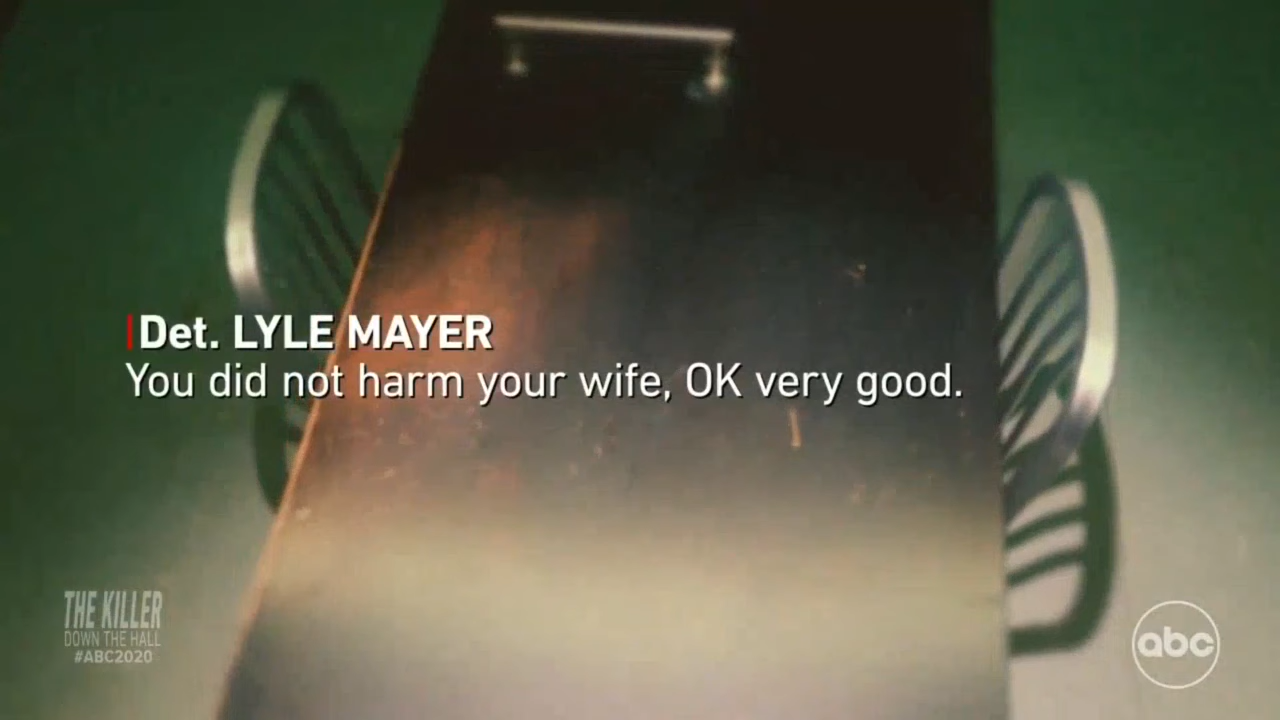 Det. LYLE MAYER
You did not harm your wife, OK very good.
THE KILLER
DOWN THE HALL
#ABC2020
abc